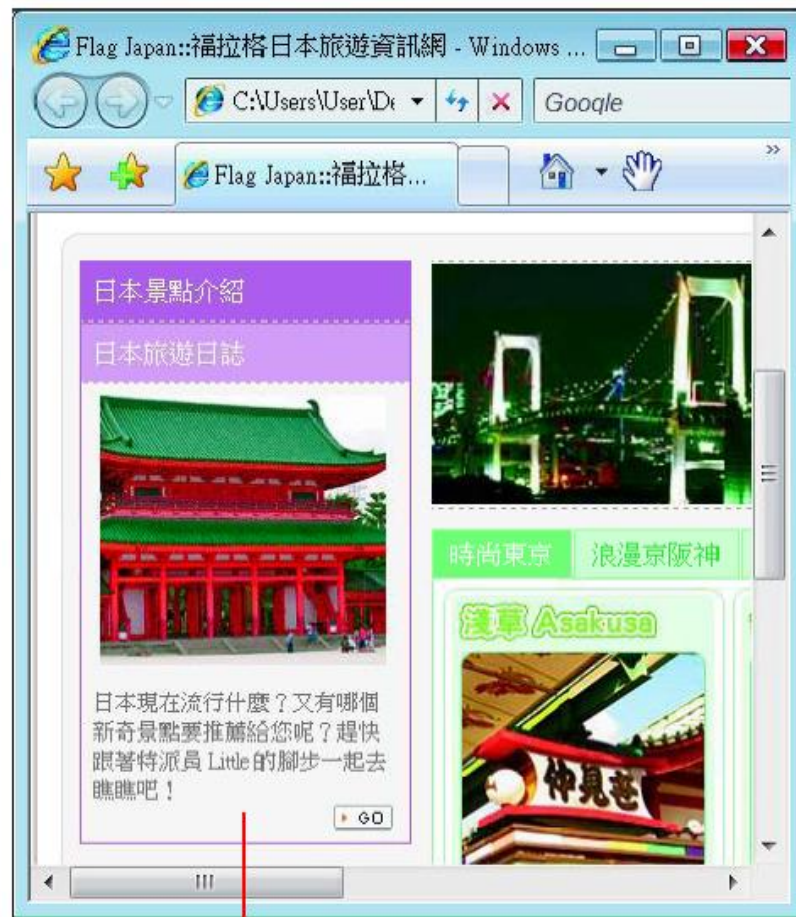 Flag Japan::福拉格日本旅遊資訊網 - Windows ...
C:\Users\User\De
Google
Flag Japan::福拉格...
日本景點介紹
日本旅遊日誌
日本現在流行什麼？又有哪個
新奇景點要推薦給您呢？趕快
跟著特派員 Little 的腳步一起去
瞧瞧吧！
GO
時尚東京
浪漫京阪神
淺草 Asakusa
仲見世